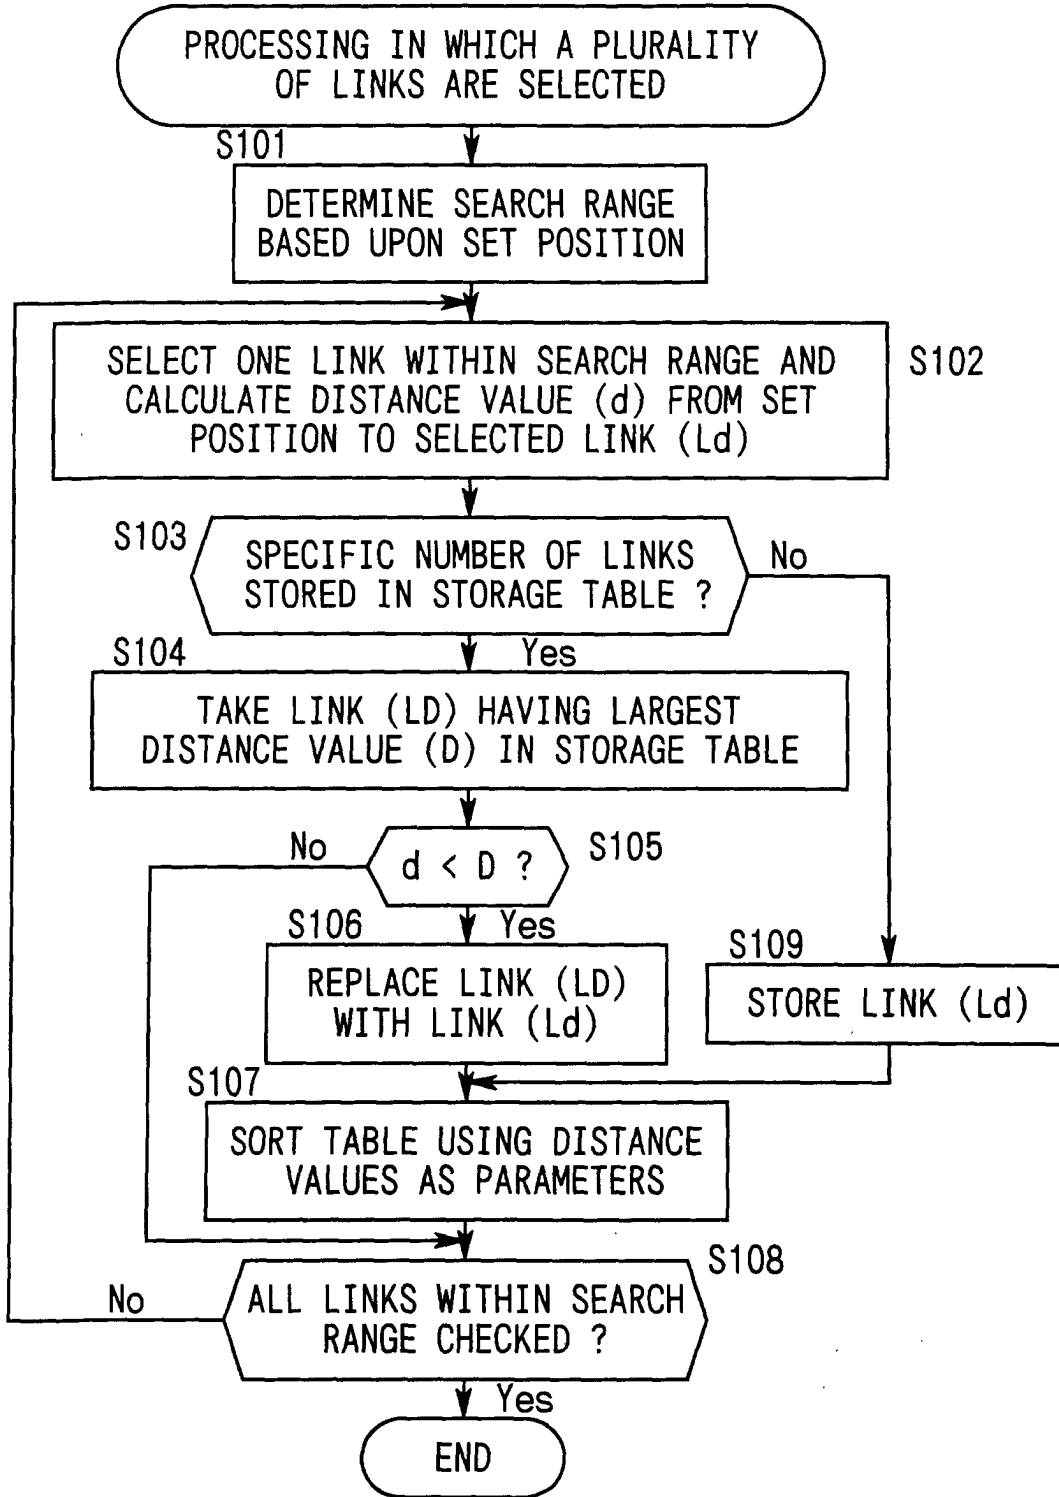 PROCESSING IN WHICH A PLURALITY
OF LINKS ARE SELECTED
S101
DETERMINE SEARCH RANGE
BASED UPON SET POSITION
SELECT ONE LINK WITHIN SEARCH RANGE AND
CALCULATE DISTANCE VALUE (d) FROM SET
POSITION TO SELECTED LINK (Ld)
S102
S103
SPECIFIC NUMBER OF LINKS
STORED IN STORAGE TABLE ?
No
Yes
S104
TAKE LINK (LD) HAVING LARGEST
DISTANCE VALUE (D) IN STORAGE TABLE
No
d < D ?
S105
Yes
S106
REPLACE LINK (LD)
WITH LINK (Ld)
S109
STORE LINK (Ld)
S107
SORT TABLE USING DISTANCE
VALUES AS PARAMETERS
S108
No
ALL LINKS WITHIN SEARCH
RANGE CHECKED ?
Yes
END